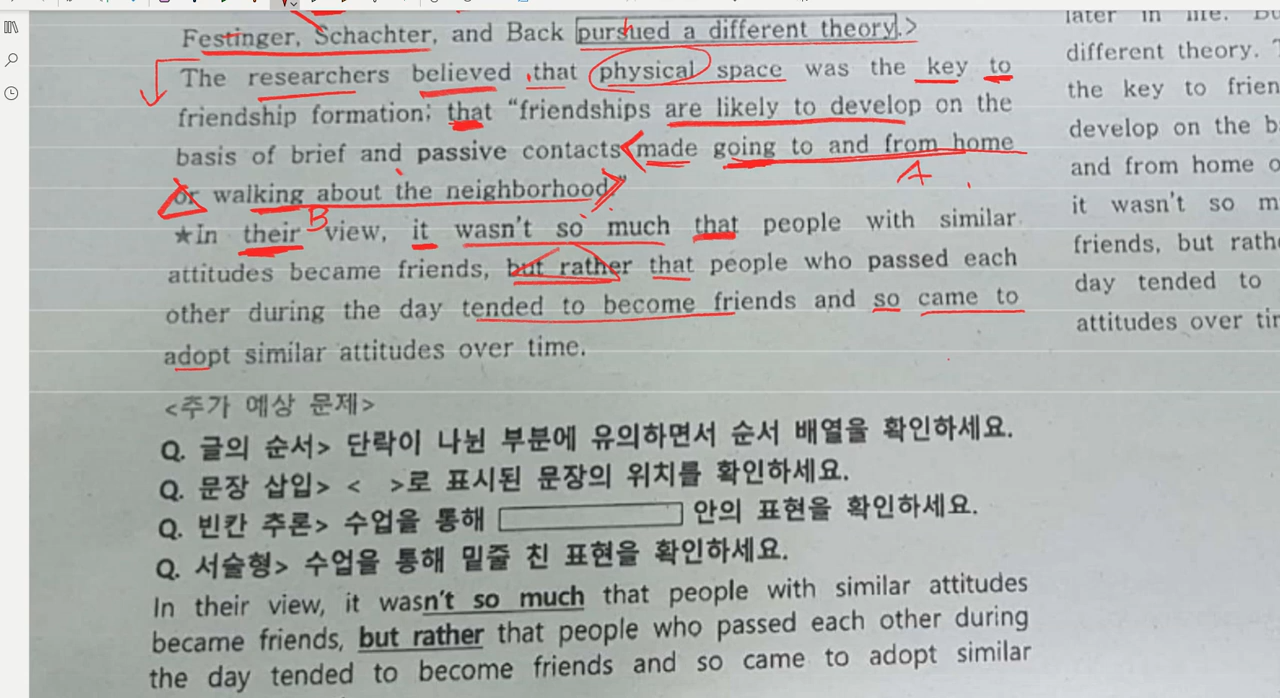 Festinger, Schachter, and Back pursued a different theory.>
The researchers believed that physical space was the key to
friendship formation; that “friendships are likely to develop on the
basis of brief and passive contacts made going to and from home
or walking about the neighborhood.”
★In their view, it wasn't so much that people with similar
attitudes became friends, but rather that people who passed each
other during the day tended to become friends and so came to
adopt similar attitudes over time.
A
B
<추가 예상 문제>
Q. 글의 순서> 단락이 나뉜 부분에 유의하면서 순서 배열을 확인하세요.
Q. 문장 삽입> < >로 표시된 문장의 위치를 확인하세요.
Q. 빈칸 추론> 수업을 통해 안의 표현을 확인하세요.
Q. 서술형> 수업을 통해 밑줄 친 표현을 확인하세요.
In their view, it wasn't so much that people with similar attitudes
became friends, but rather that people who passed each other during
the day tended to become friends and so came to adopt similar
later in life.
different theory.
the key to
develop on the
and from home
it wasn't so
friends, but
day tended to
attitudes over